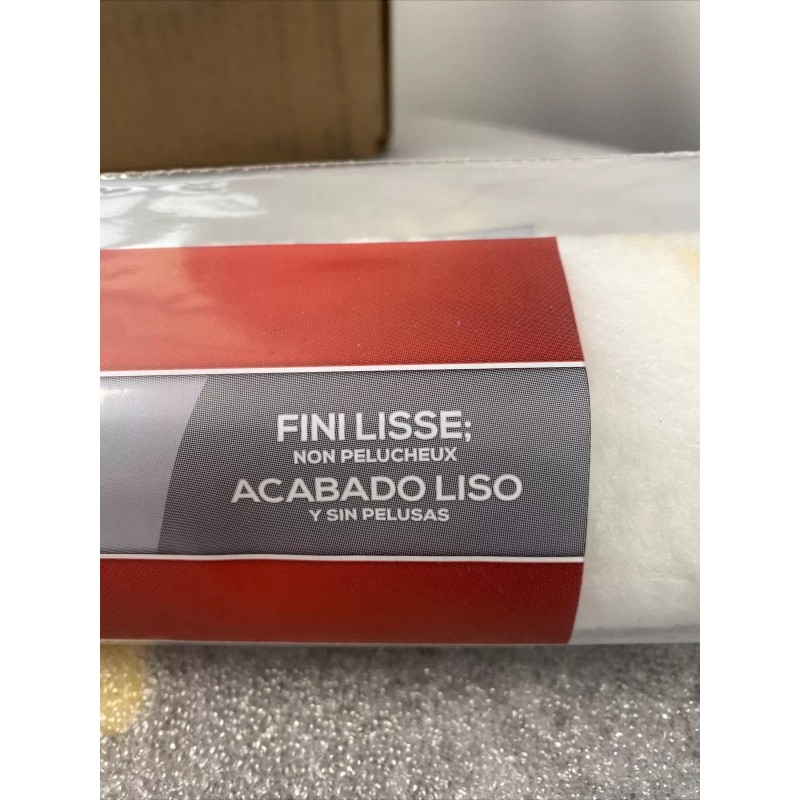 FINI LISSE;
NON PELUCHEUX
ACABADO LISO
Y SIN PELUSAS